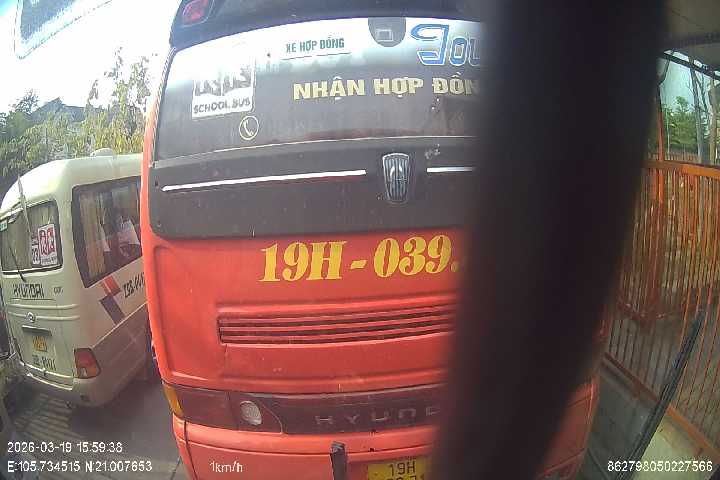 XE HỢP ĐỒNG
SCHOOL BUS
NHẬN HỢP ĐỒN
19H-039.
HYUNDAI
HYUND
19H
2026-03-19 15:59:38
E:105.734515 N:21.007653
1km/h
862798050227566